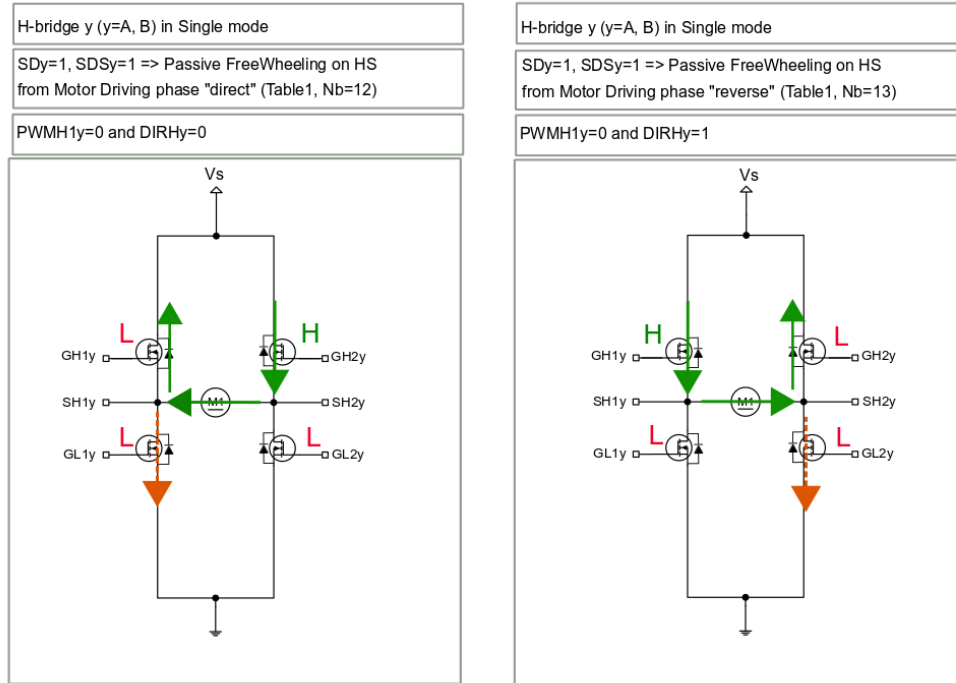 H-bridge y (y=A, B) in Single mode
SDy=1, SDSy=1 => Passive FreeWheeling on HS
from Motor Driving phase "direct" (Table1, Nb=12)
PWMH1y=0 and DIRHy=0
Vs
L
H
GH1y
GH2y
SH1y
M1
SH2y
L
L
GL1y
GL2y
H-bridge y (y=A, B) in Single mode
SDy=1, SDSy=1 => Passive FreeWheeling on HS
from Motor Driving phase "reverse" (Table1, Nb=13)
PWMH1y=0 and DIRHy=1
Vs
H
L
GH1y
GH2y
SH1y
M1
SH2y
L
L
GL1y
GL2y